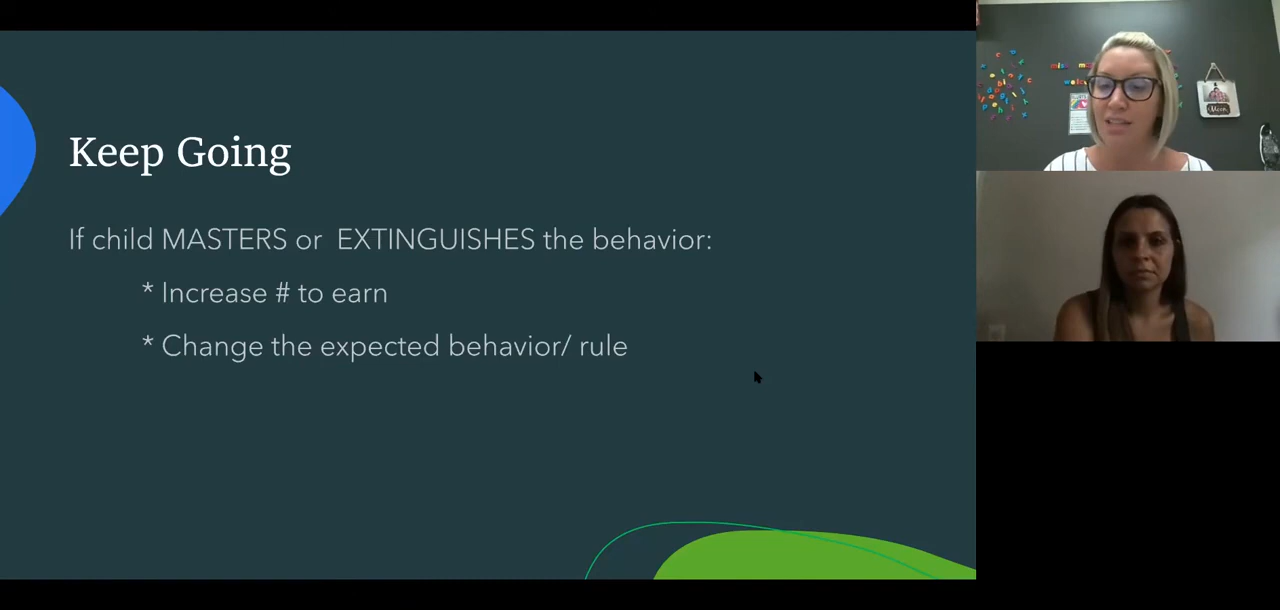 Keep Going
If child MASTERS or  EXTINGUISHES the behavior:
* Increase # to earn
* Change the expected behavior/ rule